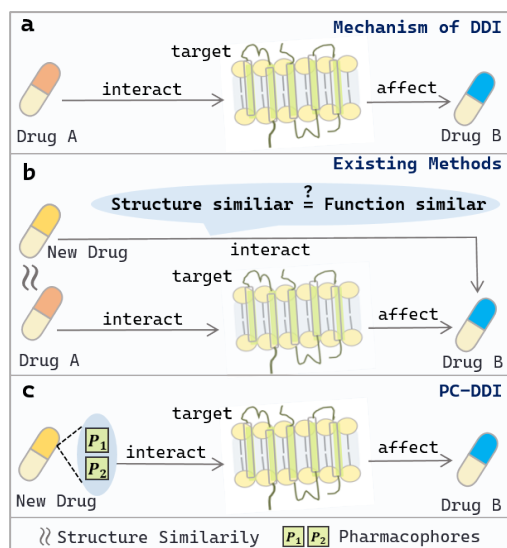 a
Mechanism of DDI
target
interact
affect
Drug A
Drug B
b
Existing Methods
?
Structure similiar = Function similar
New Drug
interact
target
interact
affect
Drug A
Drug B
c
PC-DDI
target
P1
P2
interact
affect
New Drug
Drug B
Structure Similarily
P1 P2 Pharmacophores